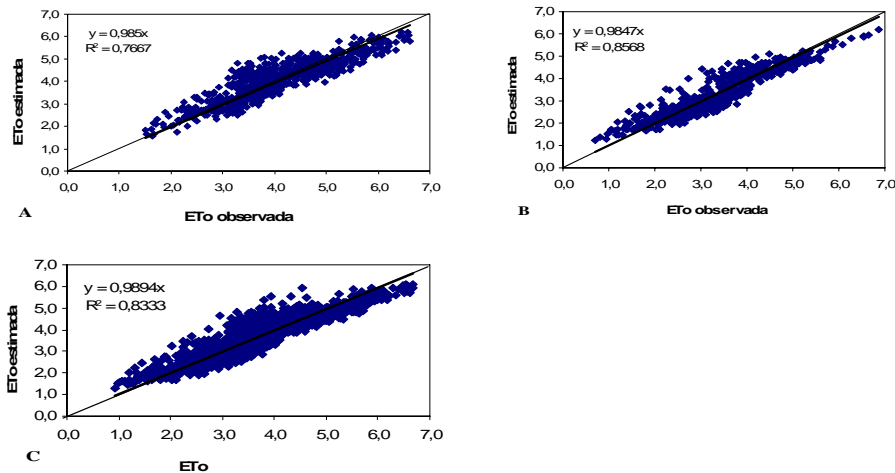 7,0
6,0
5,0
4,0
3,0
2,0
1,0
0,0
ETo estimada
y = 0,985x
R² = 0,7667
0,0 1,0 2,0 3,0 4,0 5,0 6,0 7,0
A
ETo observada
7,0
6,0
5,0
4,0
3,0
2,0
1,0
0,0
ETo estimada
y = 0,9847x
R² = 0,8568
0,0 1,0 2,0 3,0 4,0 5,0 6,0 7,0
ETo observada
B
7,0
6,0
5,0
4,0
3,0
2,0
1,0
0,0
ETo estimada
y = 0,9894x
R² = 0,8333
0,0 1,0 2,0 3,0 4,0 5,0 6,0 7,0
C
ETo